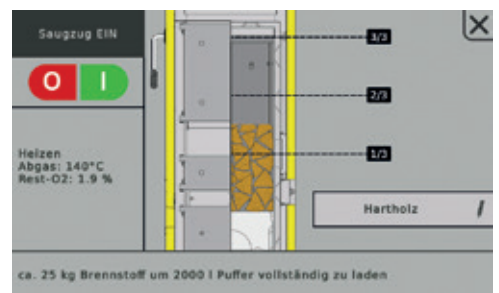 Saugzug EIN
O I
Heizen
Abgas: 140°C
Rest-O2: 1.9 %
3/3
2/3
1/3
Hartholz
ca. 25 kg Brennstoff um 2000 l Puffer vollständig zu laden